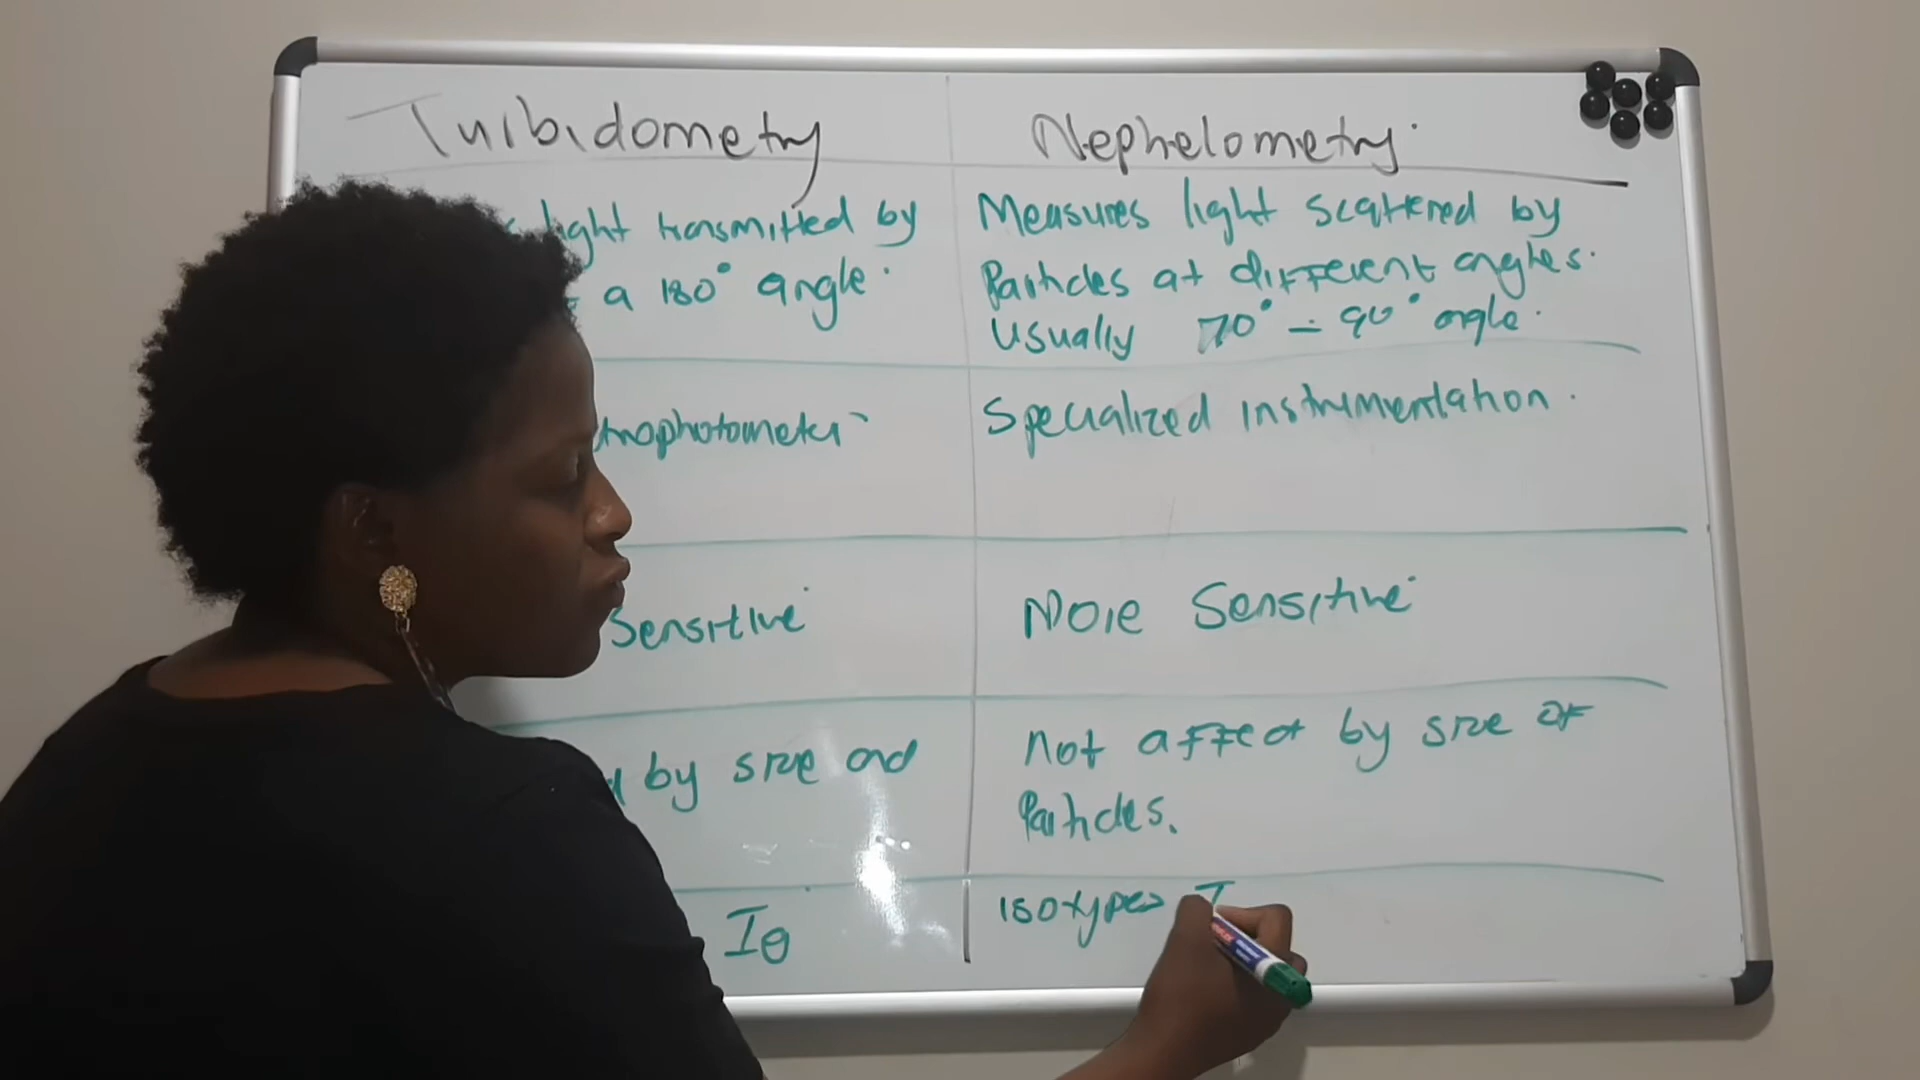 Turbidometry
light transmitted by
a 180° angle.
Sensitive
by size and
Ig
Nephelometry.
Measures light scattered by
Particles at different angles.
Usually 70° - 90° angle.
Specialized instrumentation.
More Sensitive
Not affect by size of
Particles.
isotypes I